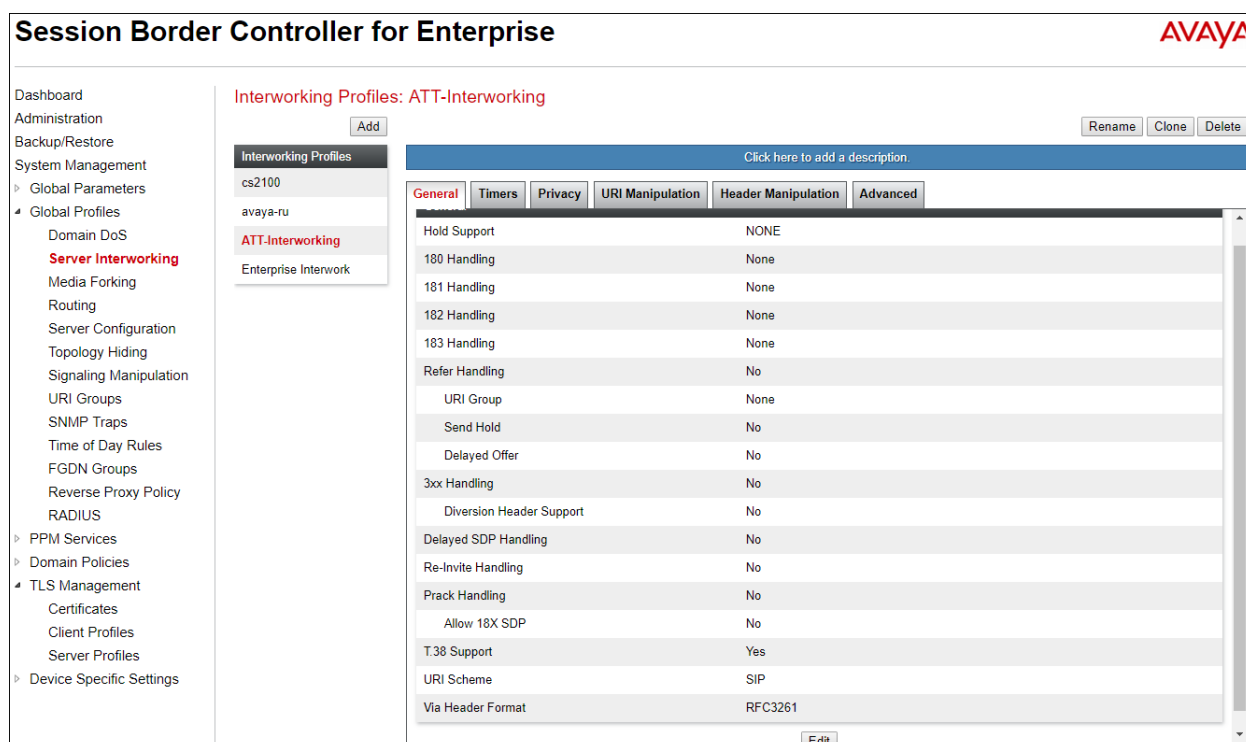 Session Border Controller for Enterprise
AVAYA
Dashboard
Administration
Backup/Restore
System Management
Global Parameters
Global Profiles
Domain DoS
Server Interworking
Media Forking
Routing
Server Configuration
Topology Hiding
Signaling Manipulation
URI Groups
SNMP Traps
Time of Day Rules
FGDN Groups
Reverse Proxy Policy
RADIUS
PPM Services
Domain Policies
TLS Management
Certificates
Client Profiles
Server Profiles
Device Specific Settings
Interworking Profiles: ATT-Interworking
Add
Rename Clone Delete
Interworking Profiles
cs2100
avaya-ru
ATT-Interworking
Enterprise Interwork
Click here to add a description.
General Timers Privacy URI Manipulation Header Manipulation Advanced
Hold Support NONE
180 Handling None
181 Handling None
182 Handling None
183 Handling None
Refer Handling No
URI Group None
Send Hold No
Delayed Offer No
3xx Handling No
Diversion Header Support No
Delayed SDP Handling No
Re-Invite Handling No
Prack Handling No
Allow 18X SDP No
T.38 Support Yes
URI Scheme SIP
Via Header Format RFC3261
Edit